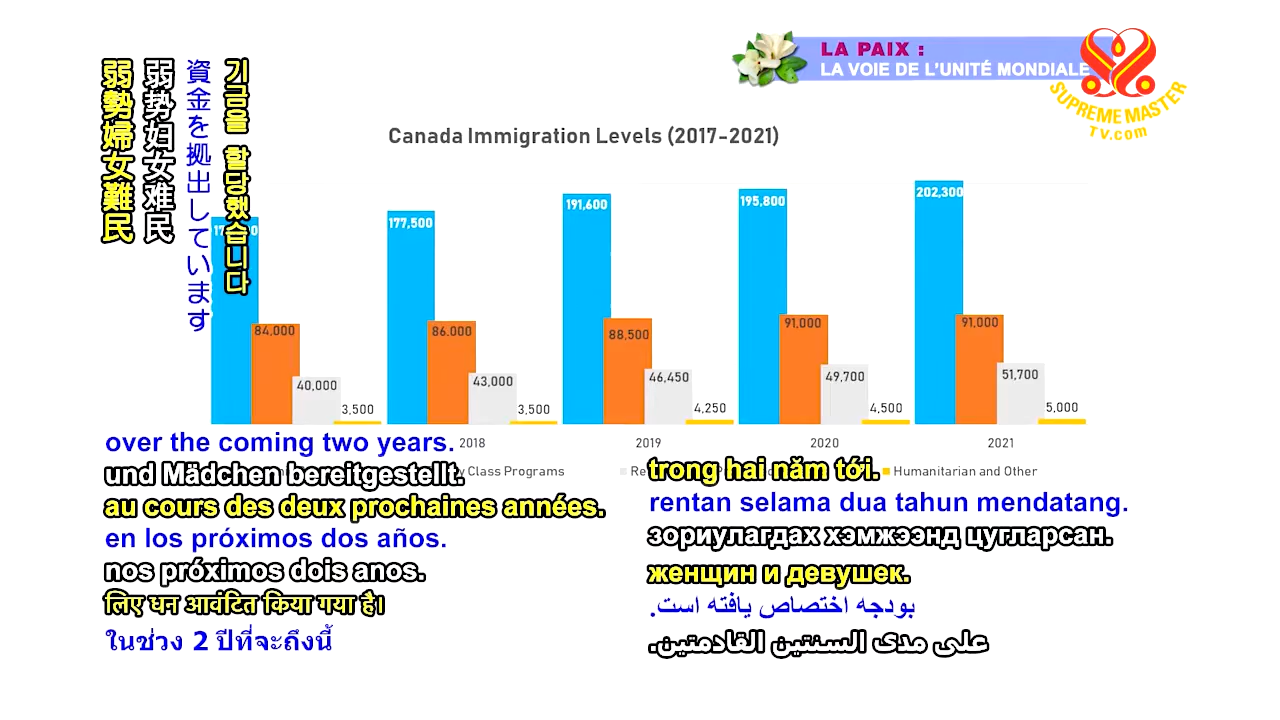 LA PAIX :
LA VOIE DE L'UNITÉ MONDIALE
SUPREME MASTER
TV.com
기금을 할당했습니다
資金を拠出しています
弱势妇女难民
弱勢婦女難民
Canada Immigration Levels (2017-2021)
177,500
191,600
195,800
202,300
84,000
86.000
88,500
91,000
91,000
40,000
43,000
46,450
49,700
51,700
3,500
3,500
4,250
4,500
5,000
2018
2019
2020
2021
Class Programs
Humanitarian and Other
over the coming two years.
und Mädchen bereitgestellt.
au cours des deux prochaines années.
en los próximos dos años.
nos próximos dois anos.
लिए धन आवंटित किया गया है।
ในช่วง 2 ปีที่จะถึงนี้
trong hai năm tới.
rentan selama dua tahun mendatang.
зориулагдах хэмжээнд цугларсан.
женщин и девушек.
بودجه اختصاص یافته است.
على مدى السنتين القادمتين.